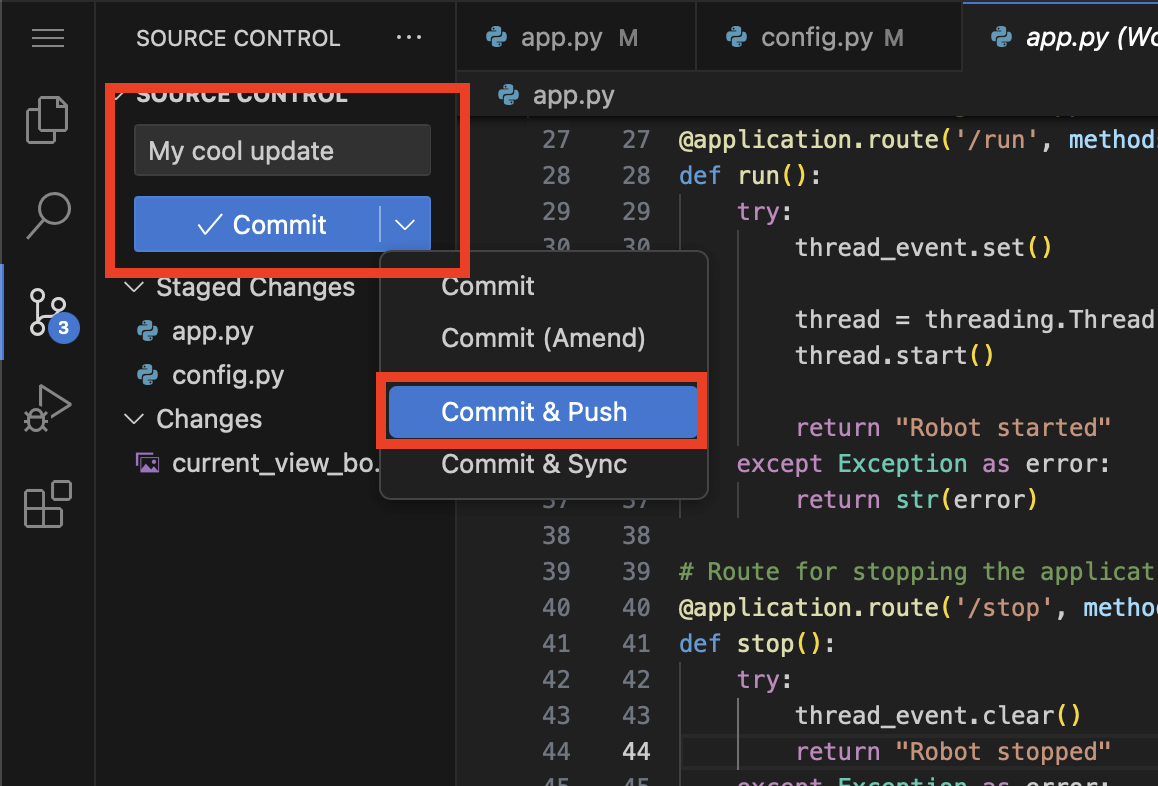 SOURCE CONTROL ...
SOURCE CONTROL
My cool update
Commit
Staged Changes
app.py
config.py
Changes
current_view_bo.
3
Commit
Commit (Amend)
Commit & Push
Commit & Sync
app.py M
config.py M
app.py (Wo
app.py
27 27 @application.route('/run', methods
28 28 def run():
29 29 try:
30 30 thread_event.set()
thread = threading.Thread
thread.start()
return "Robot started"
except Exception as error:
37 37 return str(error)
38 38
39 39 # Route for stopping the applicat
40 40 @application.route('/stop', metho
41 41 def stop():
42 42 try:
43 43 thread_event.clear()
44 44 return "Robot stopped"
45 45 except Exception as error: